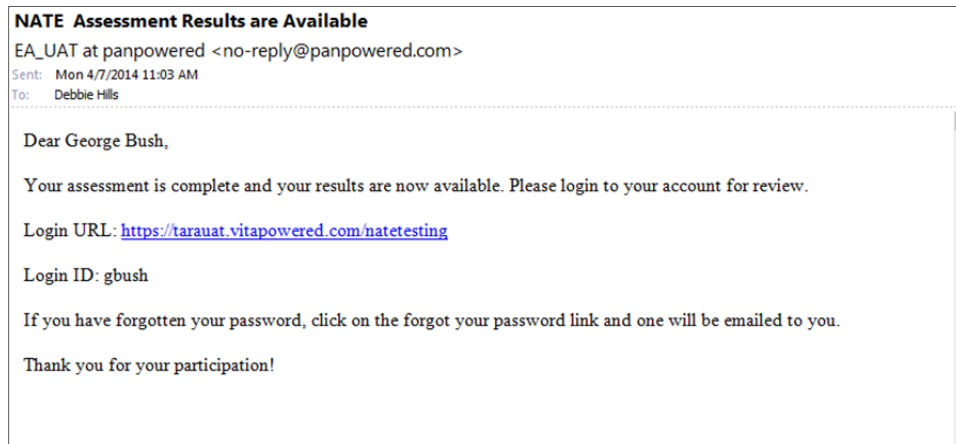 NATE  Assessment Results are Available
EA_UAT at panpowered <no-reply@panpowered.com>
Sent: Mon 4/7/2014 11:03 AM
To: Debbie Hills
Dear George Bush,
Your assessment is complete and your results are now available. Please login to your account for review.
Login URL: https://tarauat.vitapowered.com/natetesting
Login ID: gbush
If you have forgotten your password, click on the forgot your password link and one will be emailed to you.
Thank you for your participation!